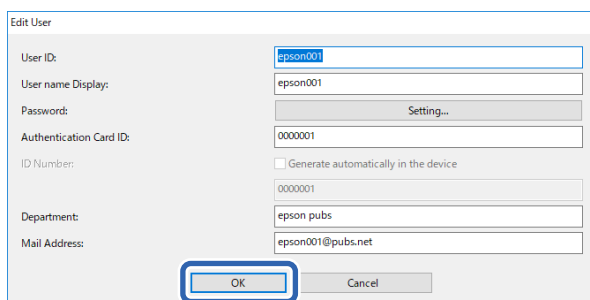 Edit User
User ID: epson001
User name Display: epson001
Password: Setting...
Authentication Card ID: 0000001
ID Number: Generate automatically in the device
0000001
Department: epson pubs
Mail Address: epson001@pubs.net
OK Cancel